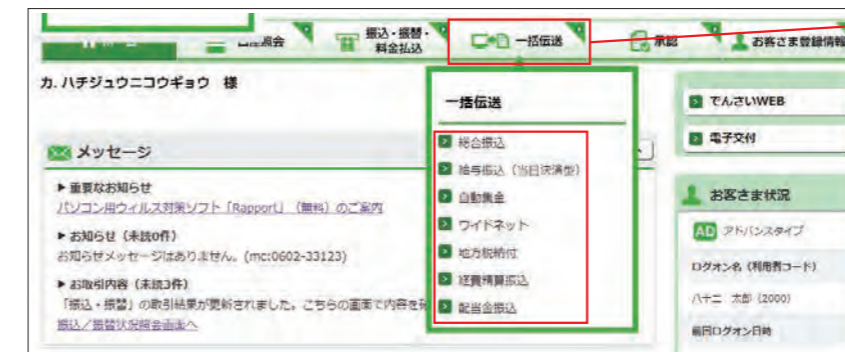 照会
振込・振替・
料金払込
一括伝送
承認
お客さま登録情報
カ.ハチジュウニコウギョウ 様
一括伝送
総合振込
給与振込（当日決済型）
自動集金
ワイドネット
地方税納付
経費精算振込
配当金振込
でんさいWEB
電子交付
メッセージ
▶ 重要なお知らせ
パソコン用ウィルス対策ソフト「Rapport」（無料）のご案内
▶ お知らせ（未読0件）
お知らせメッセージはありません。(mc:0602-33123)
▶ お取引内容（未読3件）
「振込・振替」の取引結果が更新されました。こちらの画面で内容を
振込／振替状況照会画面へ
お客さま状況
AD アドバンスタイプ
ログオン名（利用者コード）
八十二 太郎（2000）
前回ログオン日時